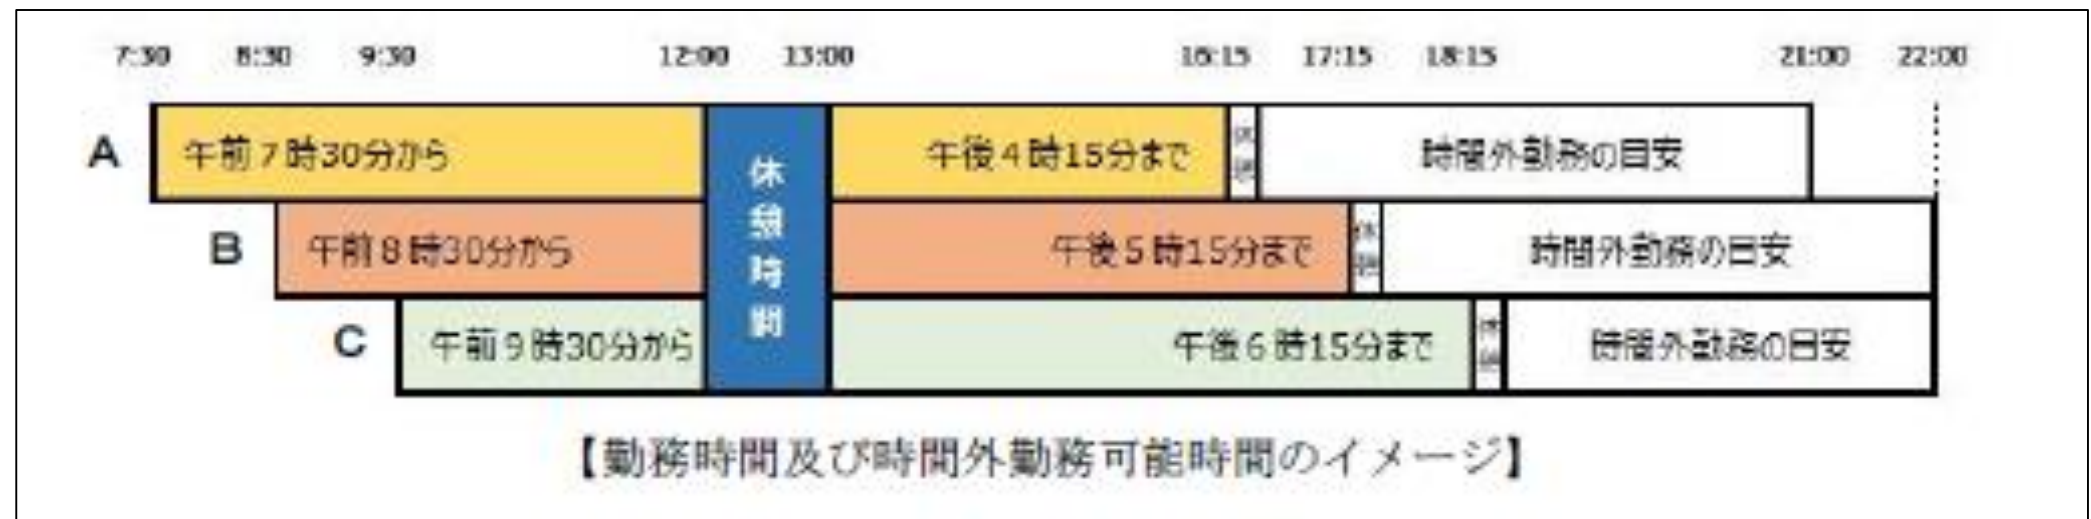 7:30 8:30 9:30 12:00 13:00 16:15 17:15 18:15 21:00 22:00
A 午前7時30分から 午後4時15分まで 休憩 時間外勤務の目安
B 午前8時30分から 休憩時間 午後5時15分まで 休憩 時間外勤務の目安
C 午前9時30分から 午後6時15分まで 休憩 時間外勤務の目安
【勤務時間及び時間外勤務可能時間のイメージ】